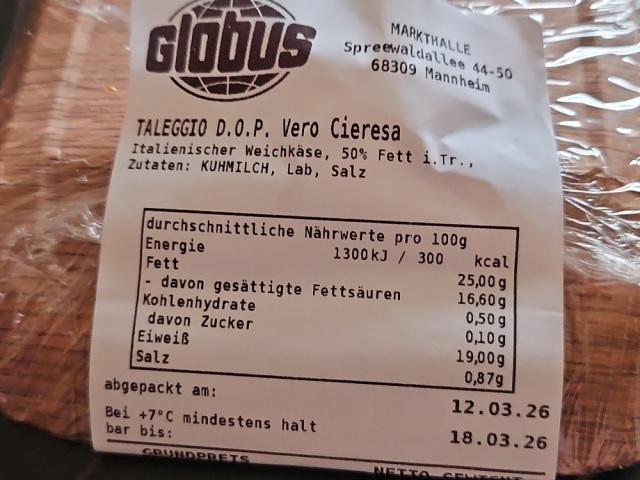 Globus
MARKTHALLE
Spreewaldallee 44-50
68309 Mannheim
TALEGGIO D.O.P. Vero Cieresa
Italienischer Weichkäse, 50% Fett i.Tr.,
Zutaten: KUHMILCH, Lab, Salz
durchschnittliche Nährwerte pro 100g
Energie 1300kJ / 300 kcal
Fett 25,00g
- davon gesättigte Fettsäuren 16,60g
Kohlenhydrate 0,50g
davon Zucker 0,10g
Eiweiß 19,00g
Salz 0,87g
abgepackt am: 12.03.26
Bei +7°C mindestens halt
bar bis: 18.03.26
GRUNDPREIS NETTO GEWICHT